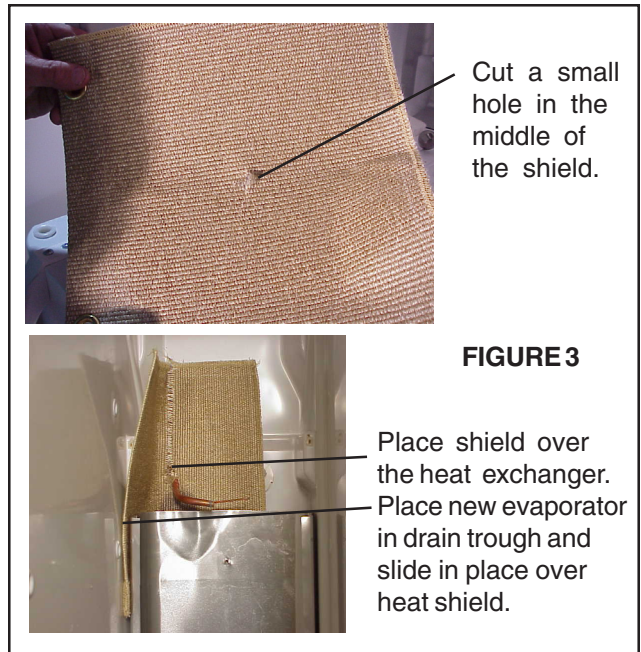 Cut a small
hole in the
middle of
the shield.
FIGURE 3
Place shield over
the heat exchanger.
Place new evaporator
in drain trough and
slide in place over
heat shield.